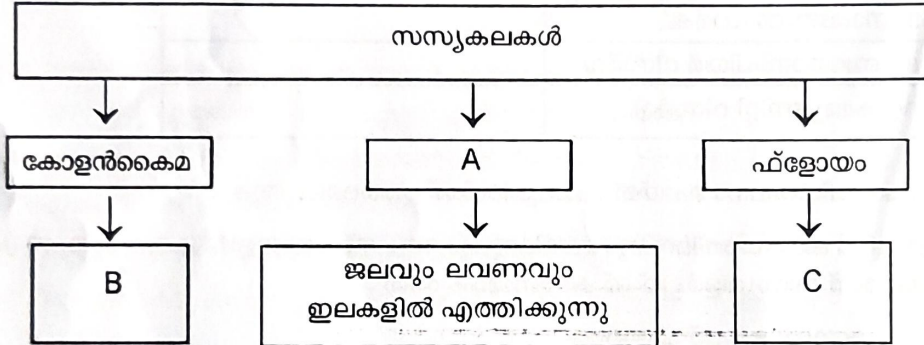 സസ്യകലകൾ
കോളൻകൈമ
A
ഫ്ളോയം
B
ജലവും ലവണവും
ഇലകളിൽ എത്തിക്കുന്നു
C